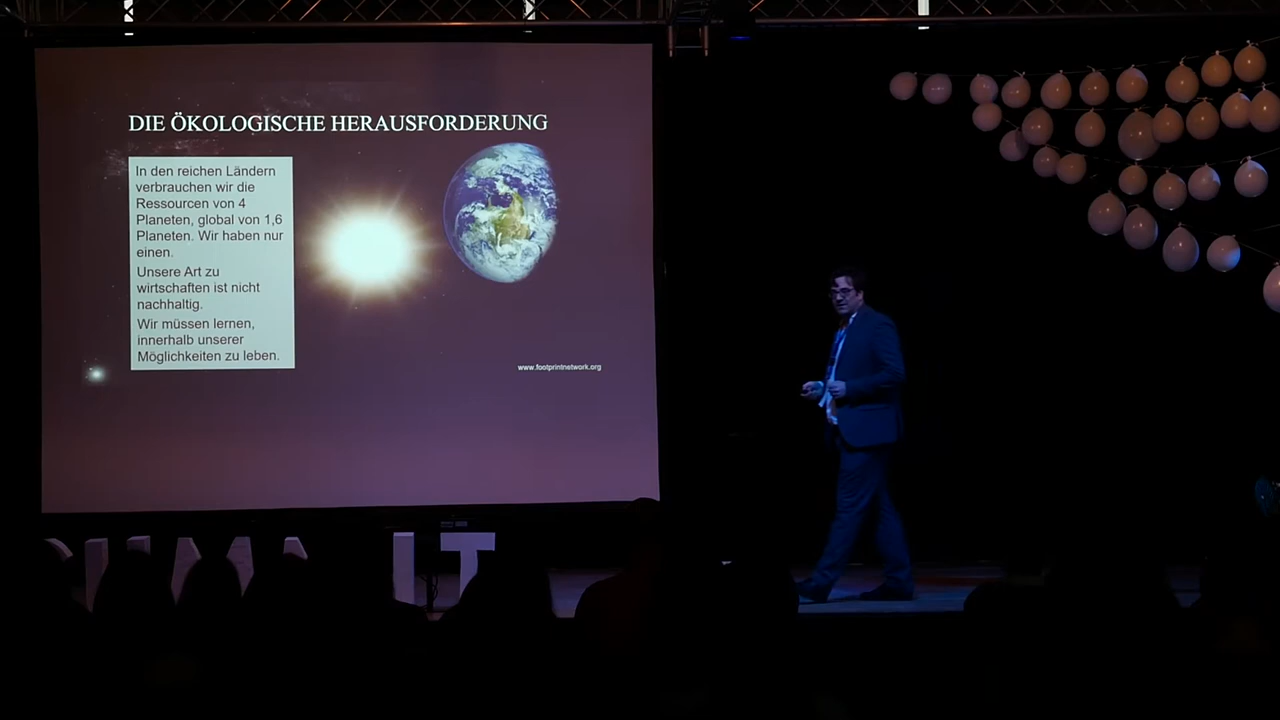 DIE ÖKOLOGISCHE HERAUSFORDERUNG
In den reichen Ländern
verbrauchen wir die
Ressourcen von 4
Planeten, global von 1,6
Planeten. Wir haben nur
einen.
Unsere Art zu
wirtschaften ist nicht
nachhaltig.
Wir müssen lernen,
innerhalb unserer
Möglichkeiten zu leben.
www.footprintnetwork.org